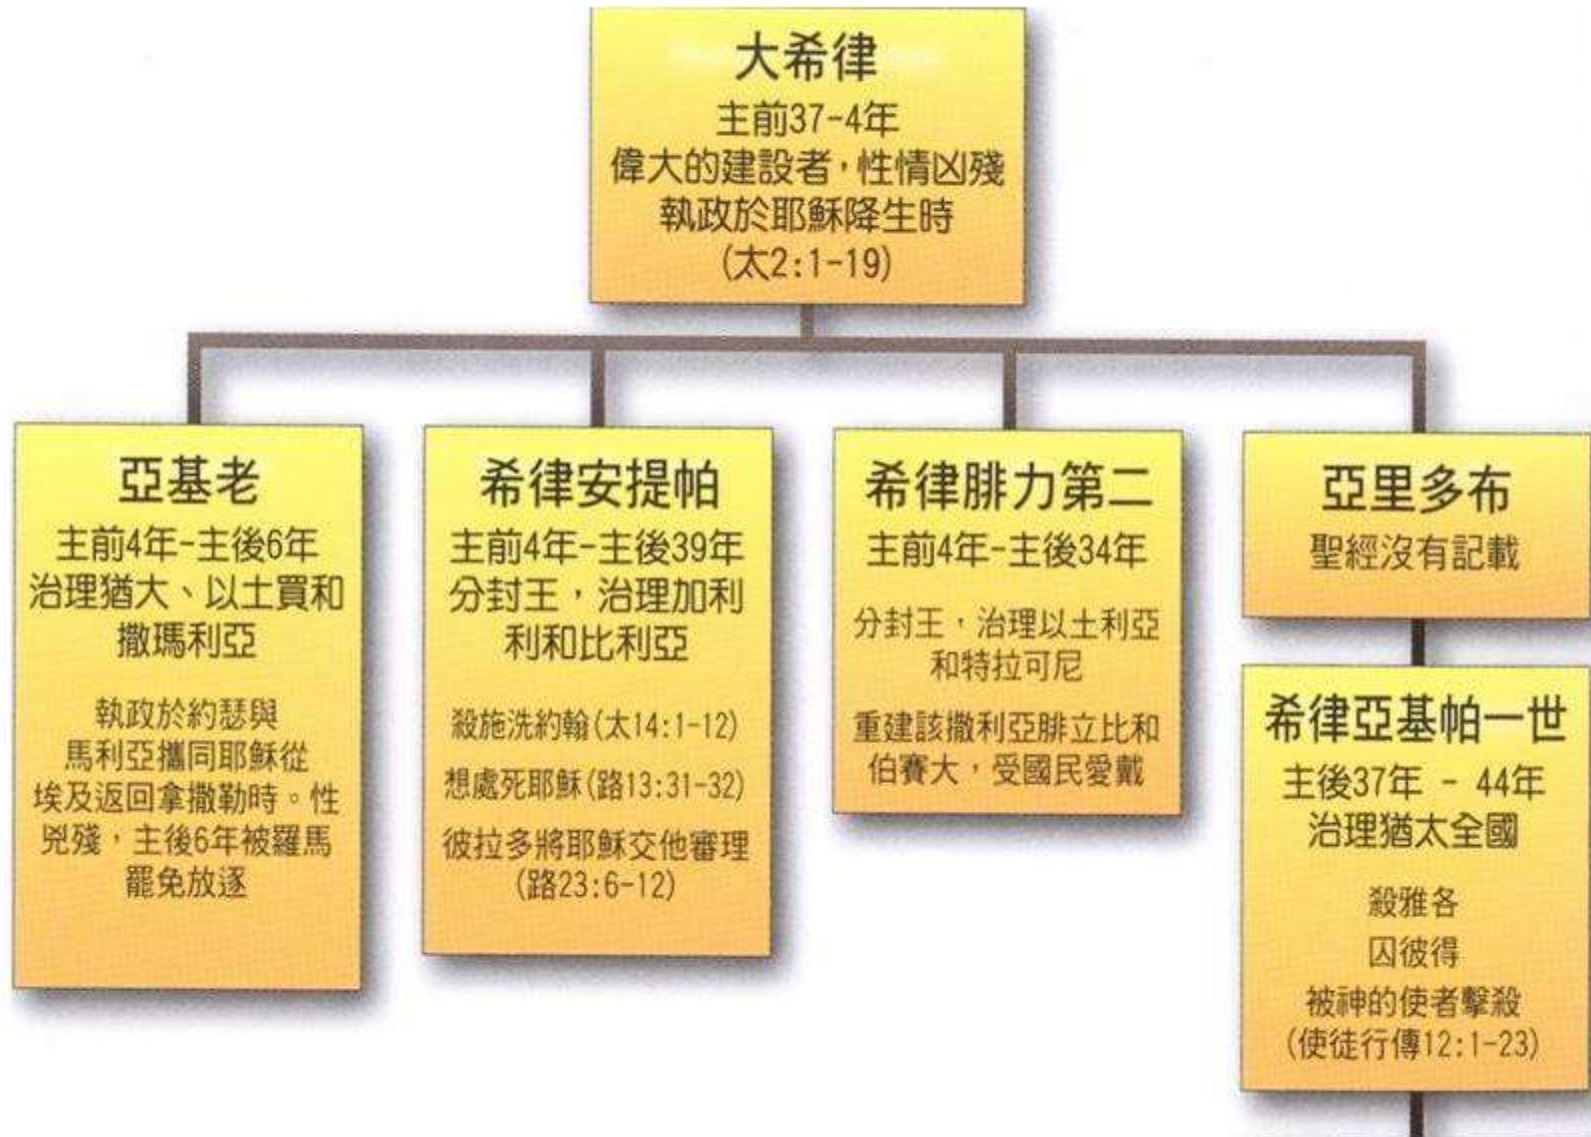 大希律
主前37-4年
偉大的建設者，性情凶殘
執政於耶穌降生時
(太2:1-19)
亞基老
主前4年-主後6年
治理猶大、以土買和
撒瑪利亞
執政於約瑟與
馬利亞攜同耶穌從
埃及返回拿撒勒時。性
兇殘，主後6年被羅馬
罷免放逐
希律安提帕
主前4年-主後39年
分封王，治理加利
利和比利亞
殺施洗約翰(太14:1-12)
想處死耶穌(路13:31-32)
彼拉多將耶穌交他審理
(路23:6-12)
希律腓力第二
主前4年-主後34年
分封王，治理以土利亞
和特拉可尼
重建該撒利亞腓立比和
伯賽大，受國民愛戴
亞里多布
聖經沒有記載
希律亞基帕一世
主後37年 - 44年
治理猶太全國
殺雅各
囚彼得
被神的使者擊殺
(使徒行傳12:1-23)